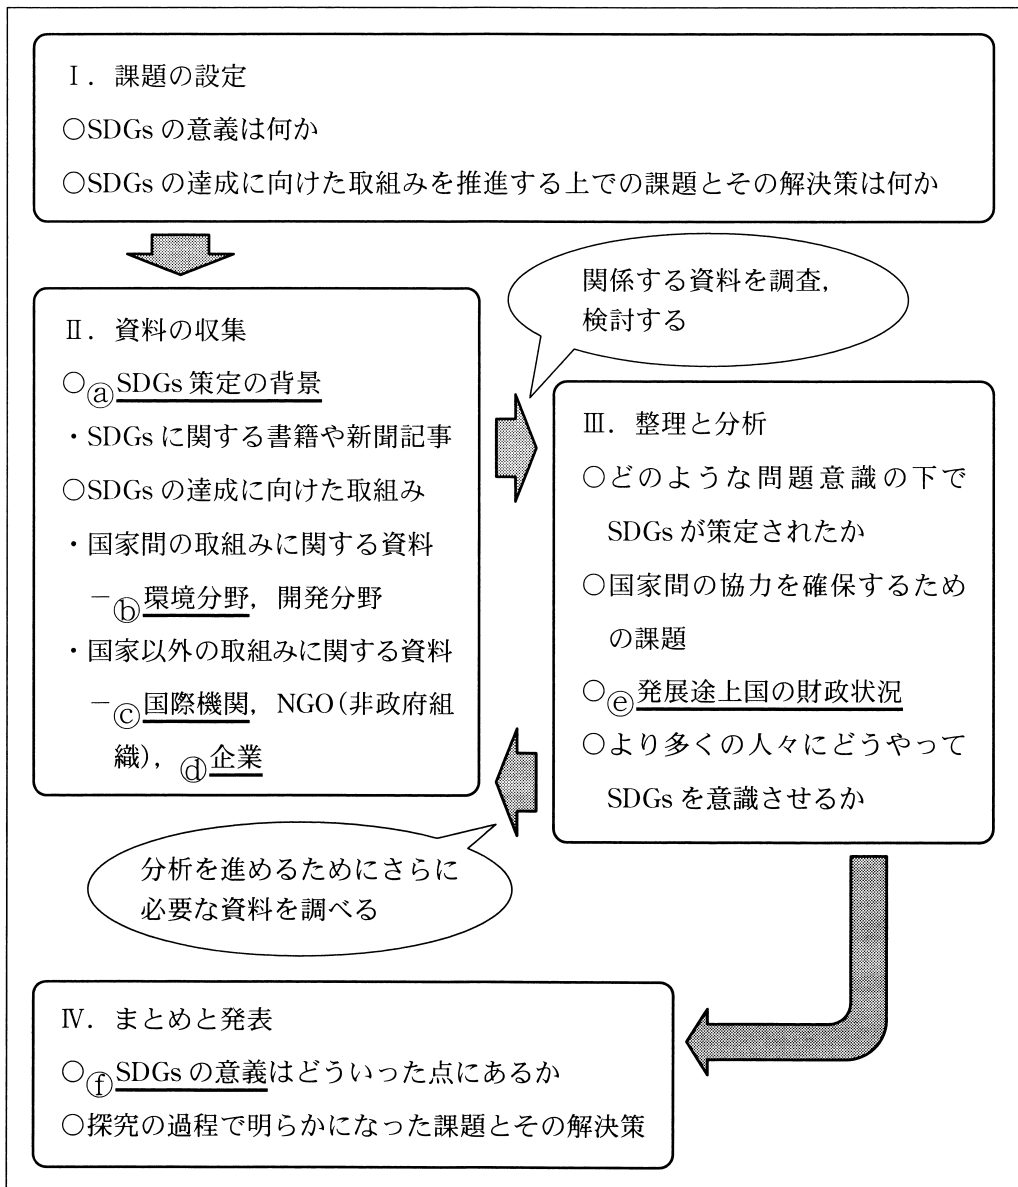 Ⅰ．課題の設定
○SDGs の意義は何か
○SDGs の達成に向けた取組みを推進する上での課題とその解決策は何か
関係する資料を調査，
検討する
Ⅱ．資料の収集
○ⓐSDGs 策定の背景
・SDGs に関する書籍や新聞記事
○SDGs の達成に向けた取組み
・国家間の取組みに関する資料
－ⓑ環境分野，開発分野
・国家以外の取組みに関する資料
－ⓒ国際機関，NGO（非政府組
織），ⓓ企業
Ⅲ．整理と分析
○どのような問題意識の下で
SDGs が策定されたか
○国家間の協力を確保するため
の課題
○ⓔ発展途上国の財政状況
○より多くの人々にどうやって
SDGs を意識させるか
分析を進めるためにさらに
必要な資料を調べる
Ⅳ．まとめと発表
○ⓕSDGs の意義はどういった点にあるか
○探究の過程で明らかになった課題とその解決策